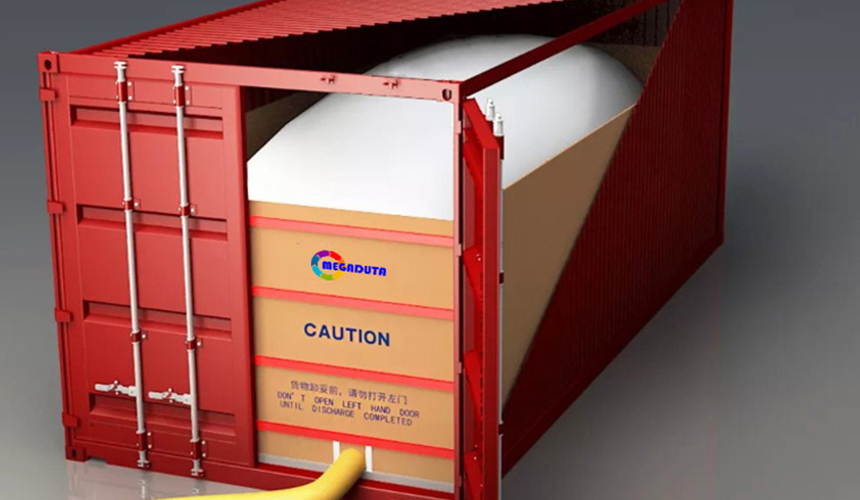 MEGADUTA
CAUTION
货物卸妥前，请勿打开左门
DON'T OPEN LEFT HAND DOOR
UNTIL DISCHARGE COMPLETED